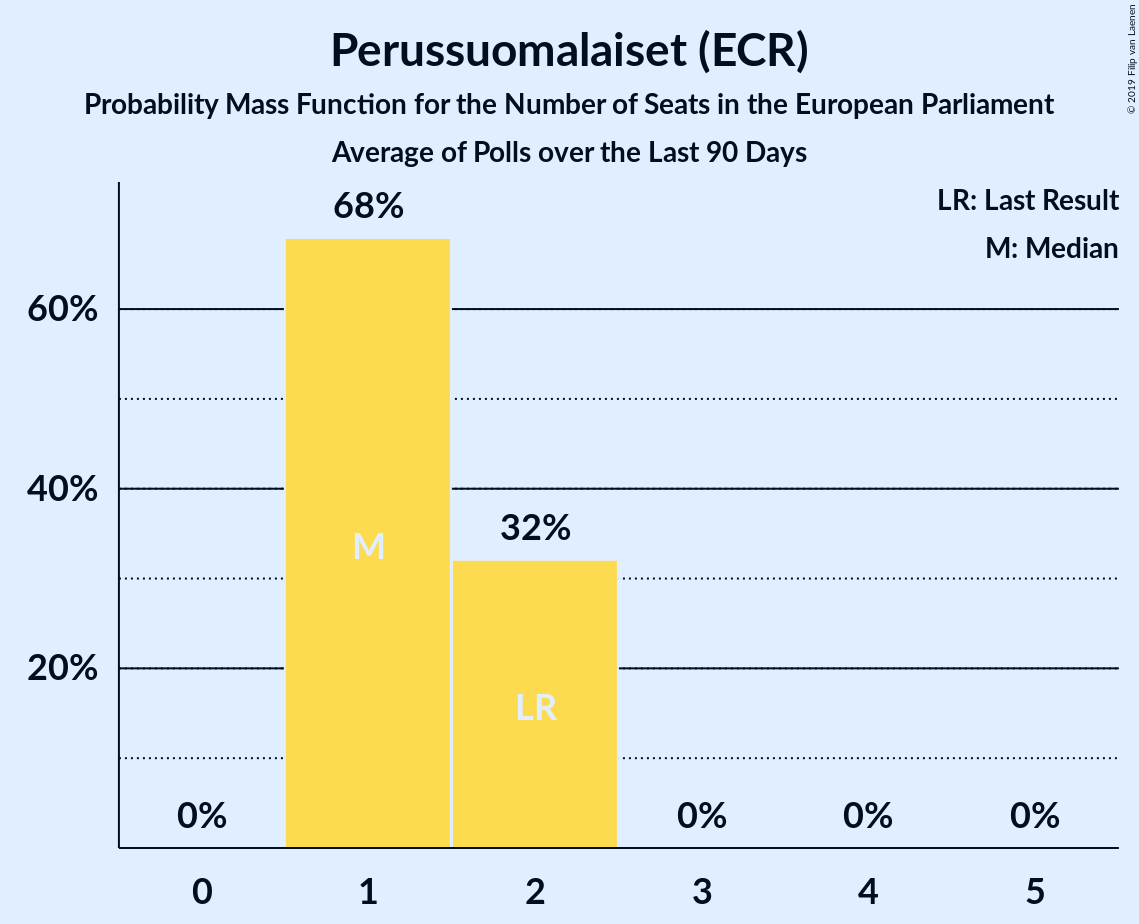 Perussuomalaiset (ECR)
Probability Mass Function for the Number of Seats in the European Parliament
Average of Polls over the Last 90 Days
© 2019 Filip van Laenen
LR: Last Result
M: Median
68%
60%
40%
32%
M
20%
LR
0%
0%
0%
0%
0 1 2 3 4 5